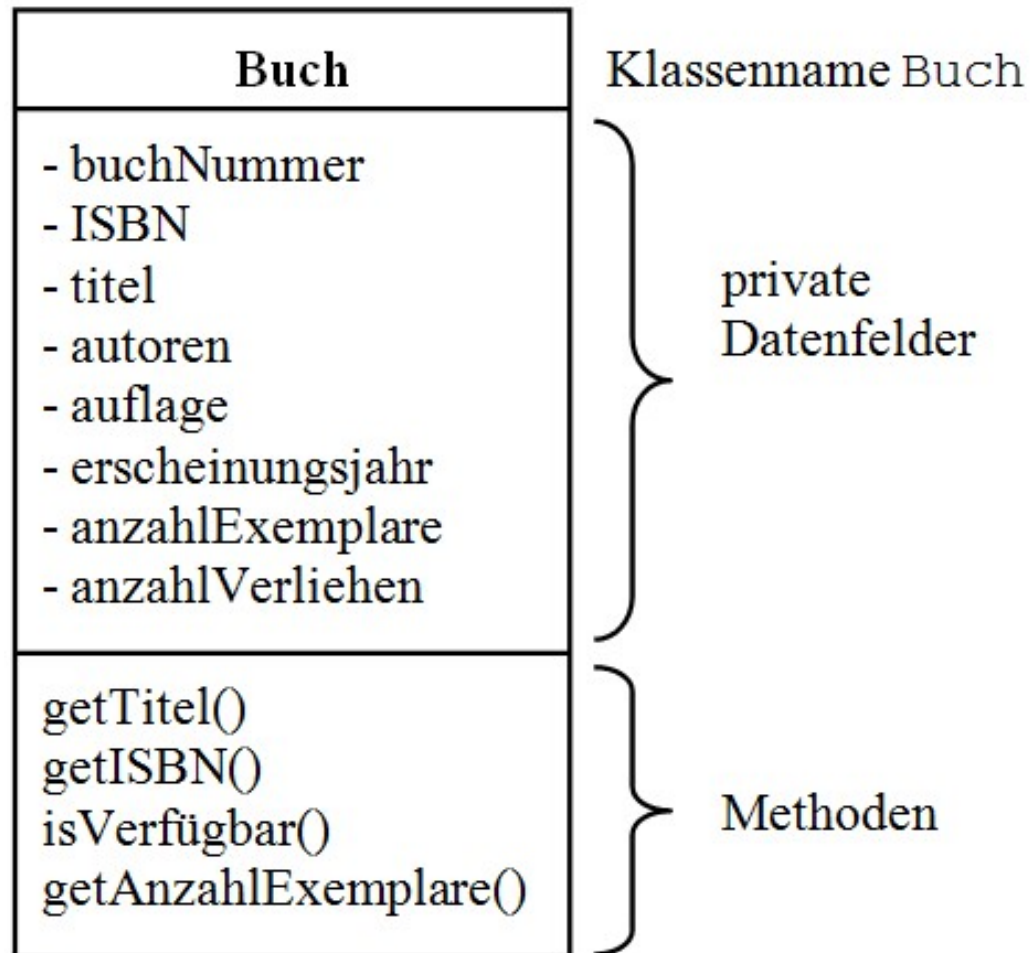 Buch
Klassenname Buch
- buchNummer
- ISBN
- titel
- autoren
- auflage
- erscheinungsjahr
- anzahlExemplare
- anzahlVerliehen
private
Datenfelder
getTitel()
getISBN()
isVerfügbar()
getAnzahlExemplare()
Methoden